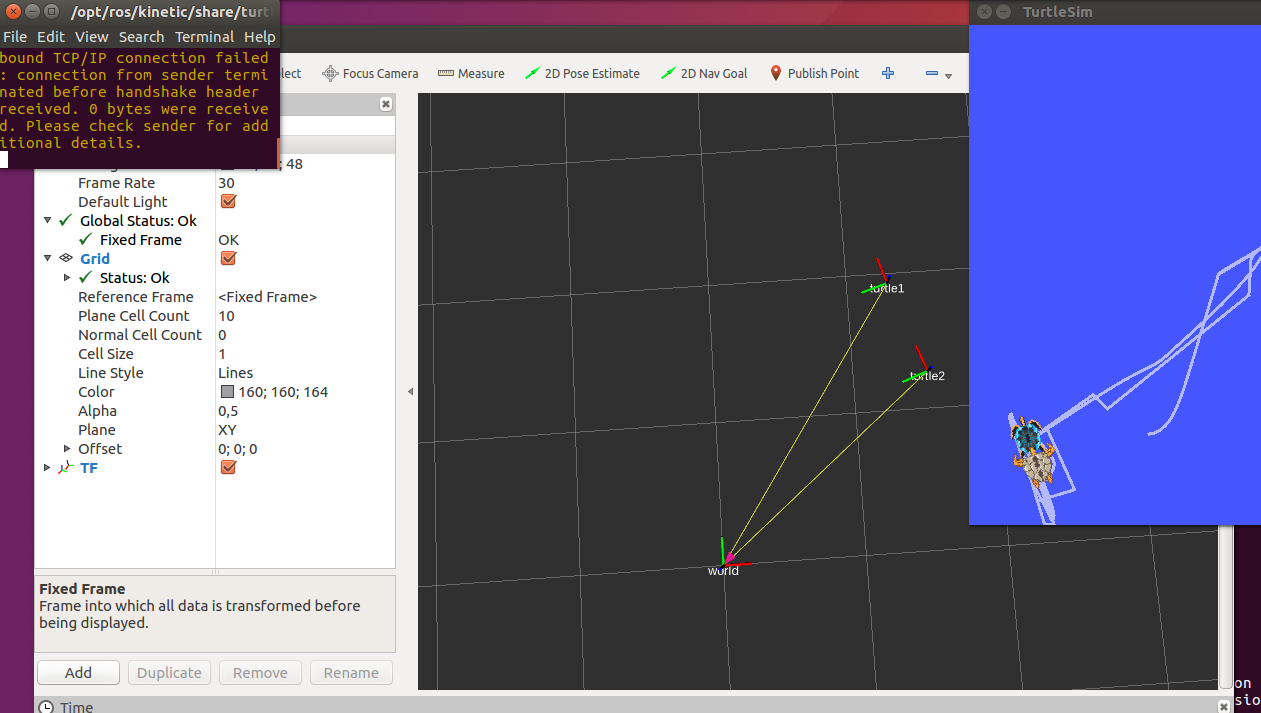 /opt/ros/kinetic/share/turt
TurtleSim
File Edit View Search Terminal Help
bound TCP/IP connection failed
: connection from sender termi
nated before handshake header
received. 0 bytes were receive
d. Please check sender for add
itional details.
lect Focus Camera Measure 2D Pose Estimate 2D Nav Goal Publish Point
; 48
Frame Rate 30
Default Light
Global Status: Ok
Fixed Frame OK
Grid
Status: Ok
Reference Frame <Fixed Frame>
Plane Cell Count 10
Normal Cell Count 0
Cell Size 1
Line Style Lines
Color 160; 160; 164
Alpha 0,5
Plane XY
Offset 0; 0; 0
TF
turtle1
turtle2
world
Fixed Frame
Frame into which all data is transformed before
being displayed.
Add Duplicate Remove Rename
Time
on
sio